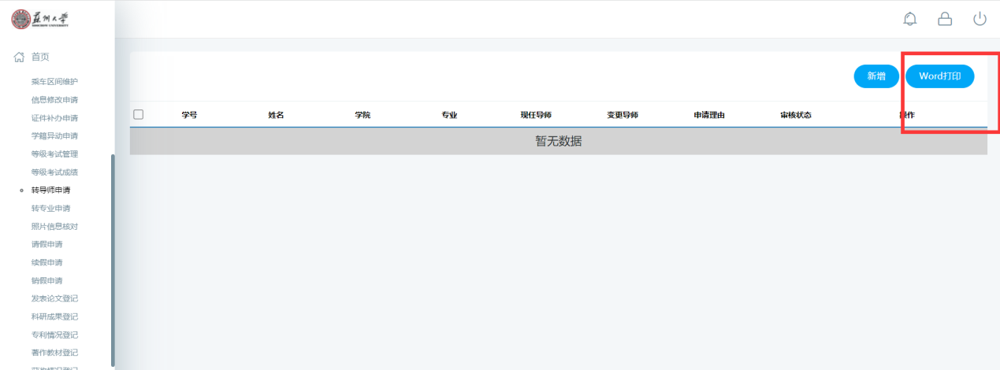 蘇州大学
SOOCHOW UNIVERSITY
首页
乘车区间维护
信息修改申请
证件补办申请
学籍异动申请
等级考试管理
等级考试成绩
转导师申请
转专业申请
照片信息核对
请假申请
续假申请
销假申请
发表论文登记
科研成果登记
专利情况登记
著作教材登记
获奖情况登记
新增 Word打印
学号 姓名 学院 专业 现任导师 变更导师 申请理由 审核状态 操作
暂无数据